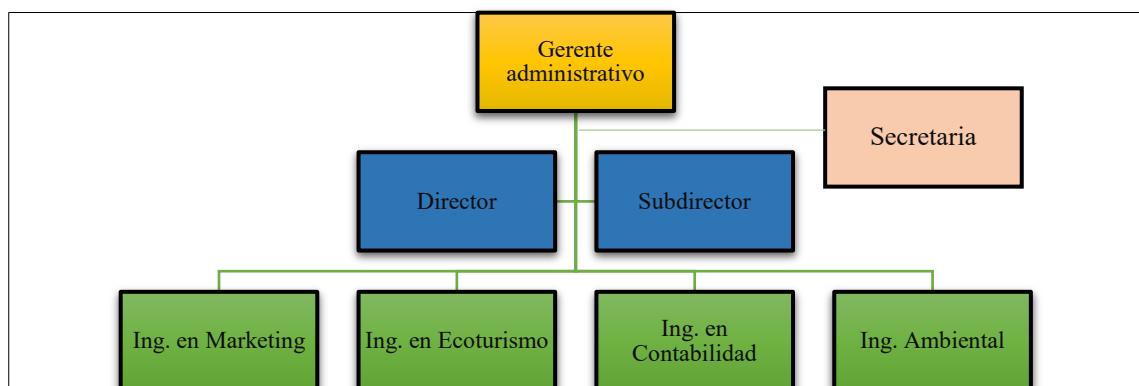 Gerente
administrativo
Secretaria
Director
Subdirector
Ing. en Marketing
Ing. en Ecoturismo
Ing. en
Contabilidad
Ing. Ambiental